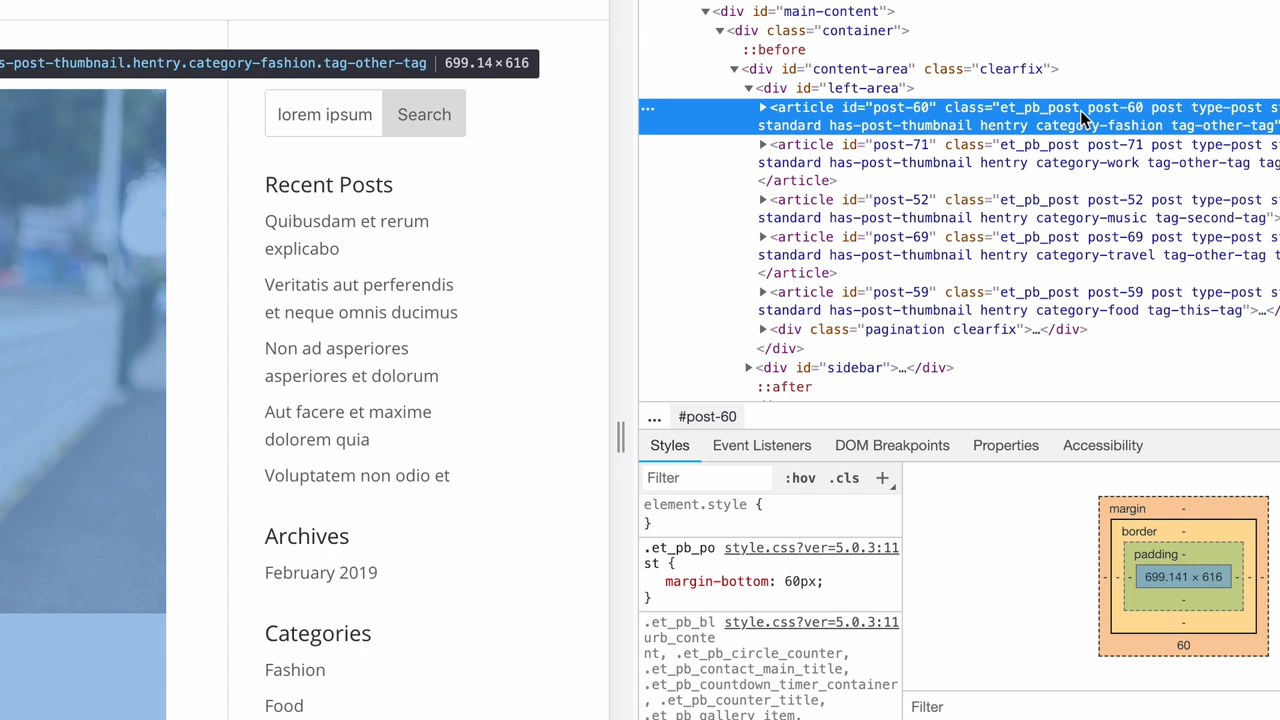 s-post-thumbnail.hentry.category-fashion.tag-other-tag 699.14 × 616
lorem ipsum Search
Recent Posts
Quibusdam et rerum
explicabo
Veritatis aut perferendis
et neque omnis ducimus
Non ad asperiores
asperiores et dolorum
Aut facere et maxime
dolorem quia
Voluptatem non odio et
Archives
February 2019
Categories
Fashion
Food
▼<div id="main-content">
▼<div class="container">
::before
▼<div id="content-area" class="clearfix">
▼<div id="left-area">
… ▶<article id="post-60" class="et_pb_post post-60 post type-post s
standard has-post-thumbnail hentry category-fashion tag-other-tag"
▶<article id="post-71" class="et_pb_post post-71 post type-post s
standard has-post-thumbnail hentry category-work tag-other-tag tag
</article>
▶<article id="post-52" class="et_pb_post post-52 post type-post s
standard has-post-thumbnail hentry category-music tag-second-tag">
▶<article id="post-69" class="et_pb_post post-69 post type-post s
standard has-post-thumbnail hentry category-travel tag-other-tag t
</article>
▶<article id="post-59" class="et_pb_post post-59 post type-post s
standard has-post-thumbnail hentry category-food tag-this-tag">…</
▶<div class="pagination clearfix">…</div>
</div>
▶<div id="sidebar">…</div>
::after
... #post-60
Styles Event Listeners DOM Breakpoints Properties Accessibility
Filter :hov .cls +
element.style {
}
.et_pb_po style.css?ver=5.0.3:11
st {
margin-bottom: 60px;
}
.et_pb_bl style.css?ver=5.0.3:11
urb_conte
nt, .et_pb_circle_counter,
.et_pb_contact_main_title,
.et_pb_countdown_timer_container
, .et_pb_counter_title,
.et_pb_gallery_item,
margin -
border -
padding -
- - - 699.141 × 616 - - -
-
-
60
Filter